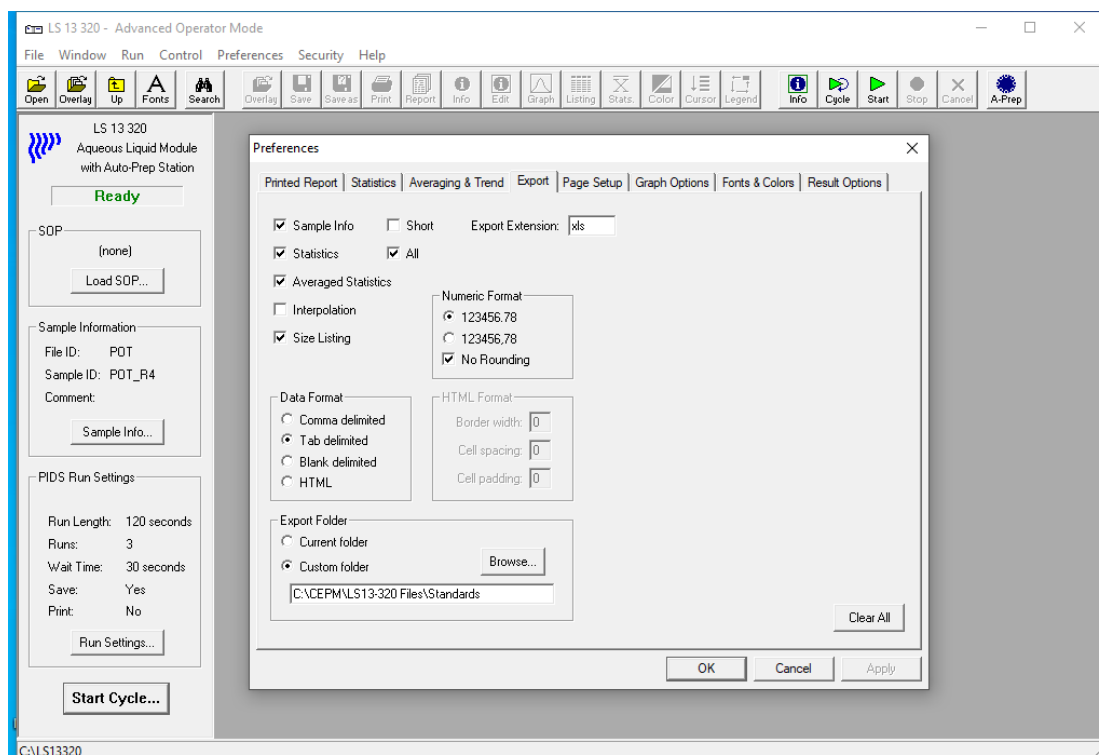 LS 13 320 - Advanced Operator Mode
File Window Run Control Preferences Security Help
Open Overlay Up Fonts Search Overlay Save Save as Print Report Info Edit Graph Listing Stats. Color Cursor Legend Info Cycle Start Stop Cancel A-Prep
LS 13 320
Aqueous Liquid Module
with Auto-Prep Station
Ready
SOP
(none)
Load SOP...
Sample Information
File ID: POT
Sample ID: POT_R4
Comment:
Sample Info...
PIDS Run Settings
Run Length: 120 seconds
Runs: 3
Wait Time: 30 seconds
Save: Yes
Print: No
Run Settings...
Start Cycle...
C:\LS13320
Preferences
Printed Report Statistics Averaging & Trend Export Page Setup Graph Options Fonts & Colors Result Options
Sample Info Short Export Extension: xls
Statistics All
Averaged Statistics
Interpolation
Size Listing
Numeric Format
123456.78
123456,78
No Rounding
Data Format
Comma delimited
Tab delimited
Blank delimited
HTML
HTML Format
Border width: 0
Cell spacing: 0
Cell padding: 0
Export Folder
Current folder
Custom folder
Browse...
C:\CEPM\LS13-320 Files\Standards
Clear All
OK Cancel Apply